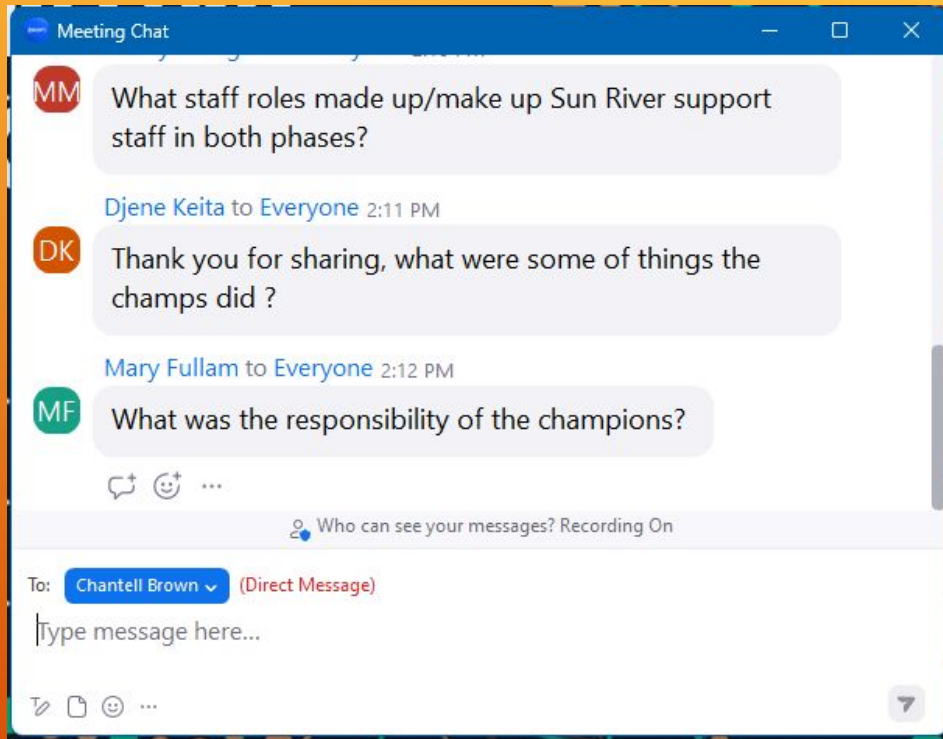 Meeting Chat
MM
What staff roles made up/make up Sun River support
staff in both phases?
Djene Keita to Everyone 2:11 PM
DK
Thank you for sharing, what were some of things the
champs did ?
Mary Fullam to Everyone 2:12 PM
MF
What was the responsibility of the champions?
Who can see your messages? Recording On
To: Chantell Brown (Direct Message)
Type message here...